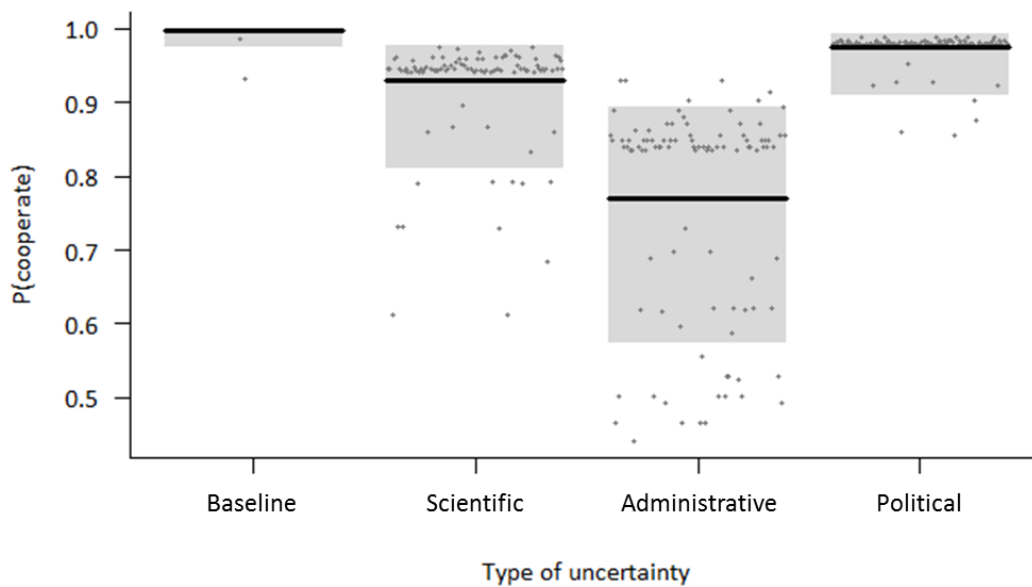 1.0
0.9
0.8
0.7
0.6
0.5
P(cooperate)
Baseline Scientific Administrative Political
Type of uncertainty